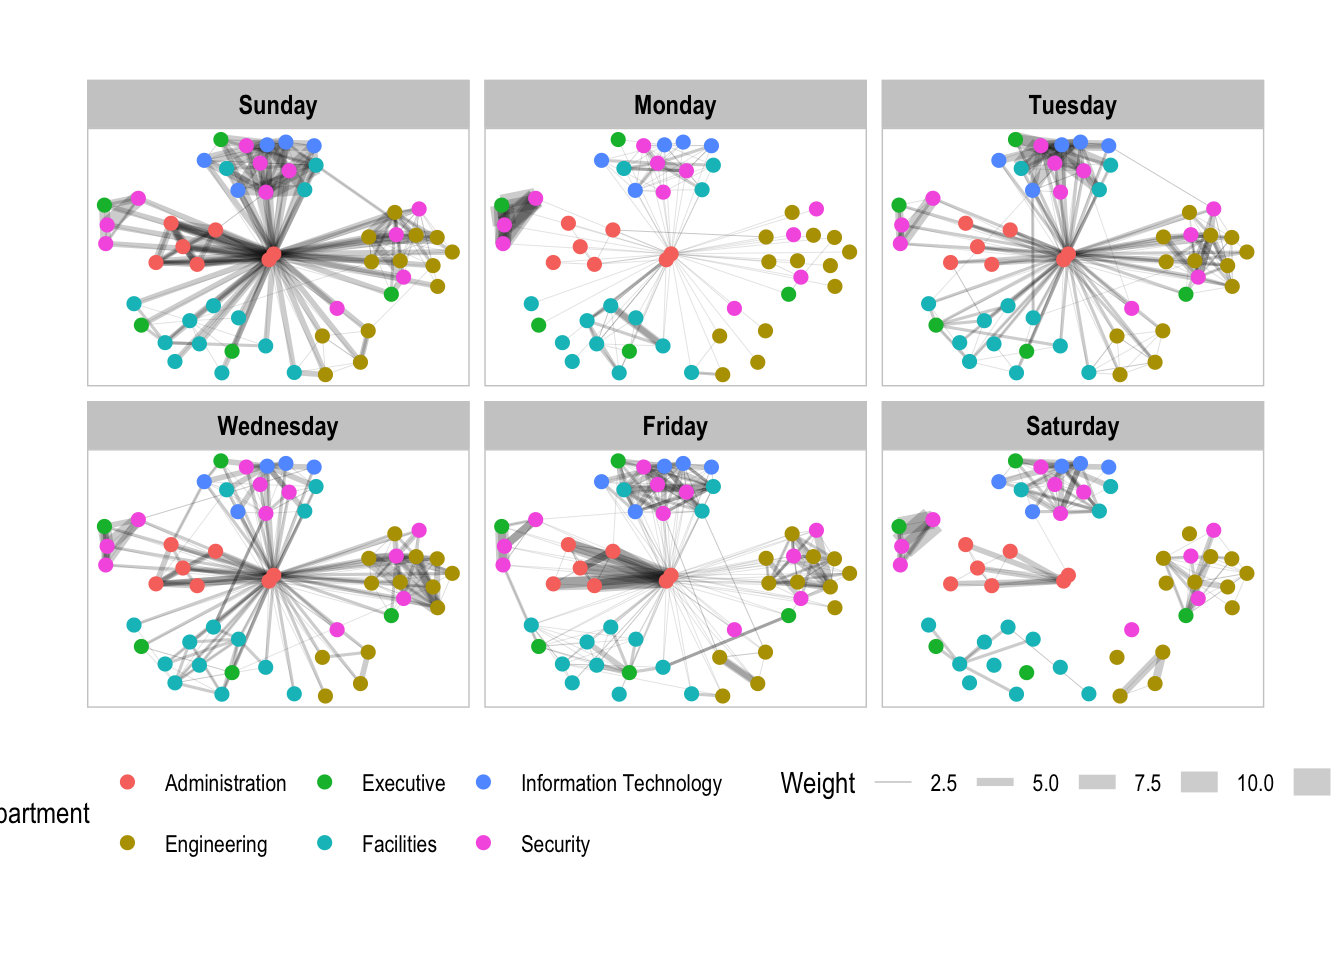 Sunday
Monday
Tuesday
Wednesday
Friday
Saturday
partment
Administration
Executive
Information Technology
Engineering
Facilities
Security
Weight
2.5
5.0
7.5
10.0